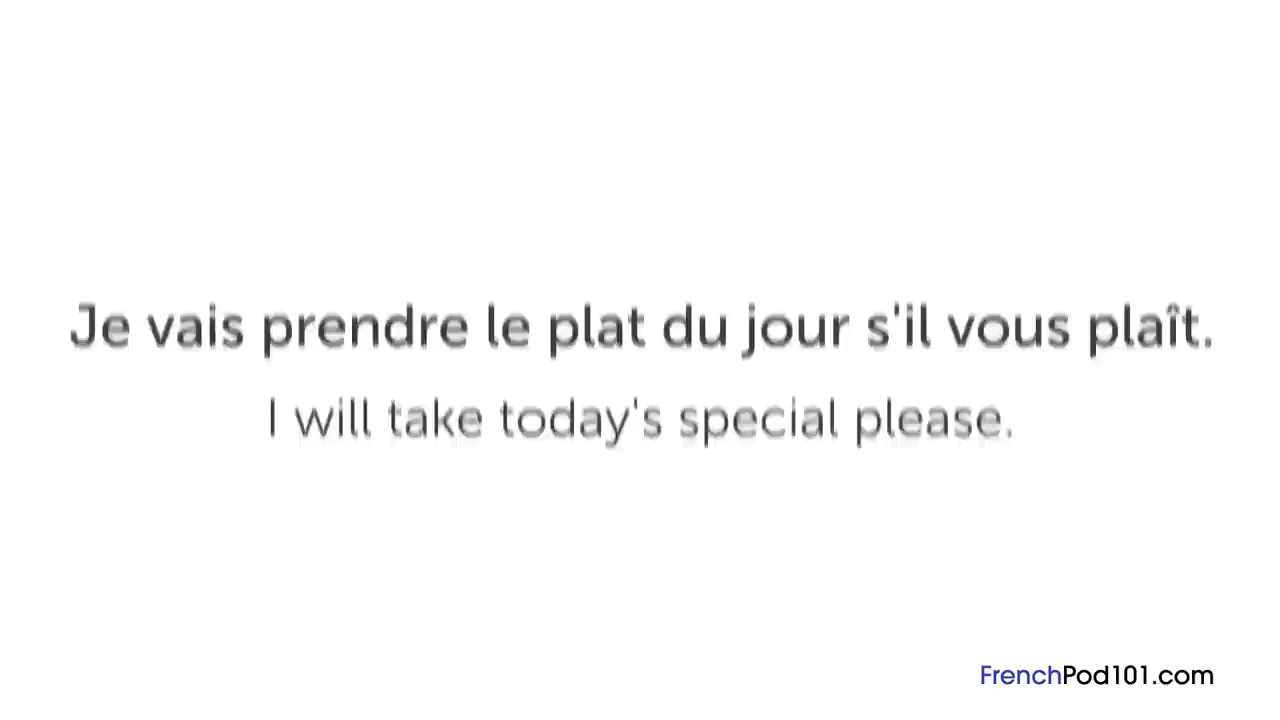 Je vais prendre le plat du jour s'il vous plaît.
I will take today's special please.
FrenchPod101.com